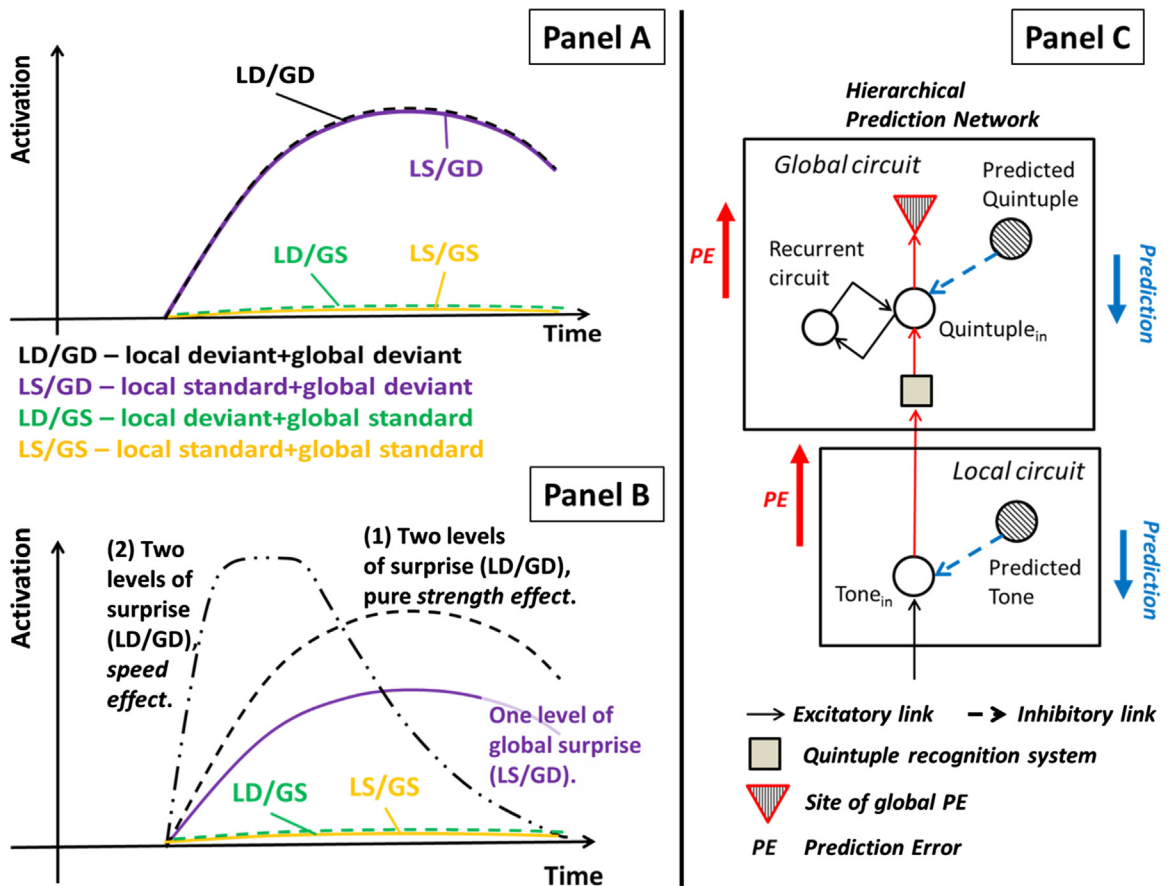 Panel A
Activation
LD/GD
LS/GD
LD/GS
LS/GS
Time
LD/GD – local deviant+global deviant
LS/GD – local standard+global deviant
LD/GS – local deviant+global standard
LS/GS – local standard+global standard
Panel B
Activation
(2) Two
levels of
surprise
(LD/GD),
speed
effect.
(1) Two levels
of surprise (LD/GD),
pure strength effect.
One level of
global surprise
(LS/GD).
LD/GS
LS/GS
Time
Panel C
Hierarchical
Prediction Network
Global circuit
Predicted
Quintuple
PE
Recurrent
circuit
Quintuple_in
Prediction
Local circuit
PE
Tone_in
Predicted
Tone
Prediction
Excitatory link
Inhibitory link
Quintuple recognition system
Site of global PE
PE Prediction Error